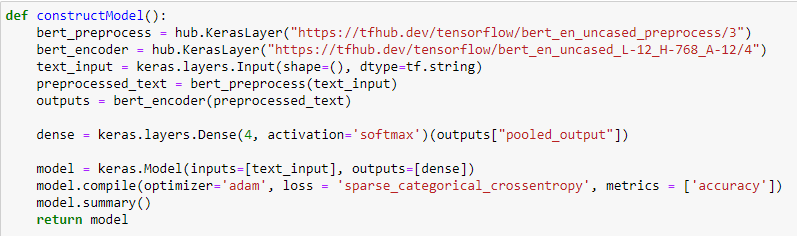 def constructModel():
    bert_preprocess = hub.KerasLayer("https://tfhub.dev/tensorflow/bert_en_uncased_preprocess/3")
    bert_encoder = hub.KerasLayer("https://tfhub.dev/tensorflow/bert_en_uncased_L-12_H-768_A-12/4")
    text_input = keras.layers.Input(shape=(), dtype=tf.string)
    preprocessed_text = bert_preprocess(text_input)
    outputs = bert_encoder(preprocessed_text)

    dense = keras.layers.Dense(4, activation='softmax')(outputs["pooled_output"])

    model = keras.Model(inputs=[text_input], outputs=[dense])
    model.compile(optimizer='adam', loss = 'sparse_categorical_crossentropy', metrics = ['accuracy'])
    model.summary()
    return model